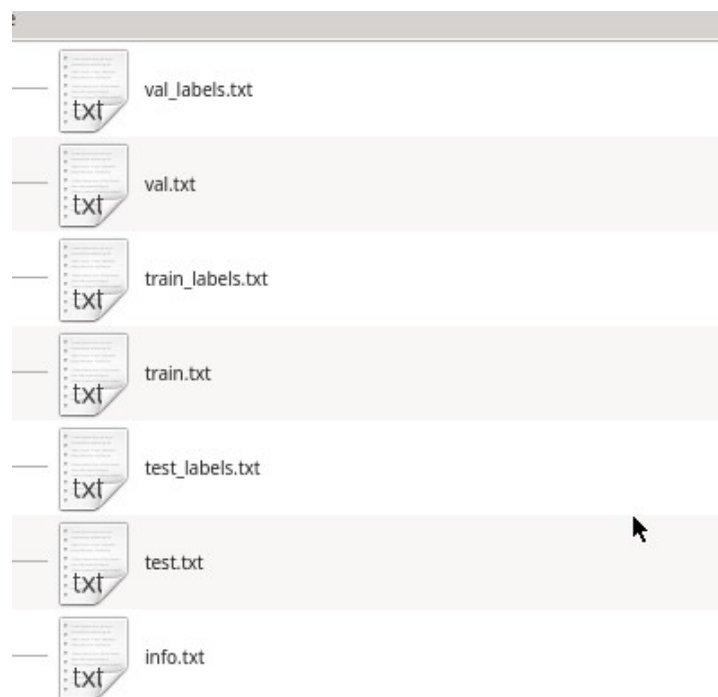 txt val_labels.txt
txt val.txt
txt train_labels.txt
txt train.txt
txt test_labels.txt
txt test.txt
txt info.txt